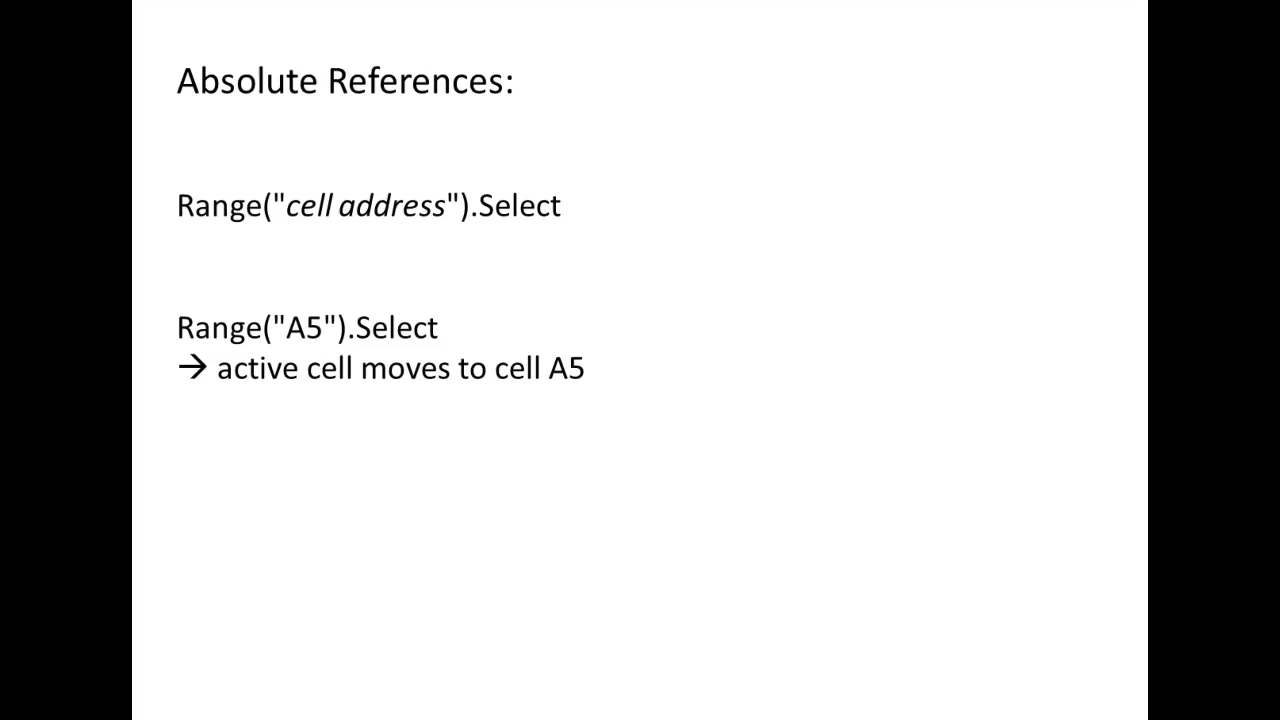 Absolute References:
Range("cell address").Select
Range("A5").Select
→ active cell moves to cell A5